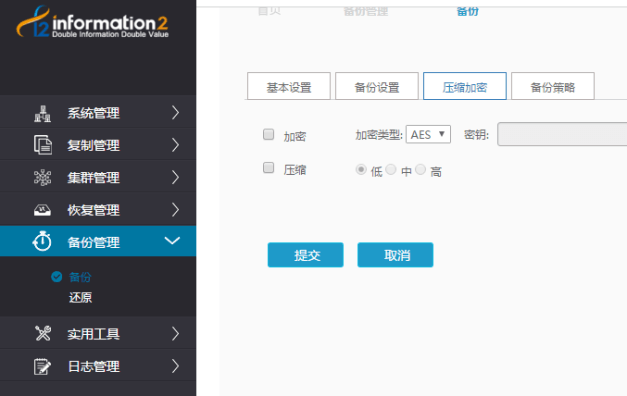 information2
Double Information Double Value
首页 备份管理 备份
基本设置 备份设置 压缩加密 备份策略
系统管理
复制管理
集群管理
恢复管理
备份管理
备份
还原
实用工具
日志管理
加密 加密类型: AES 密钥:
压缩 低 中 高
提交 取消